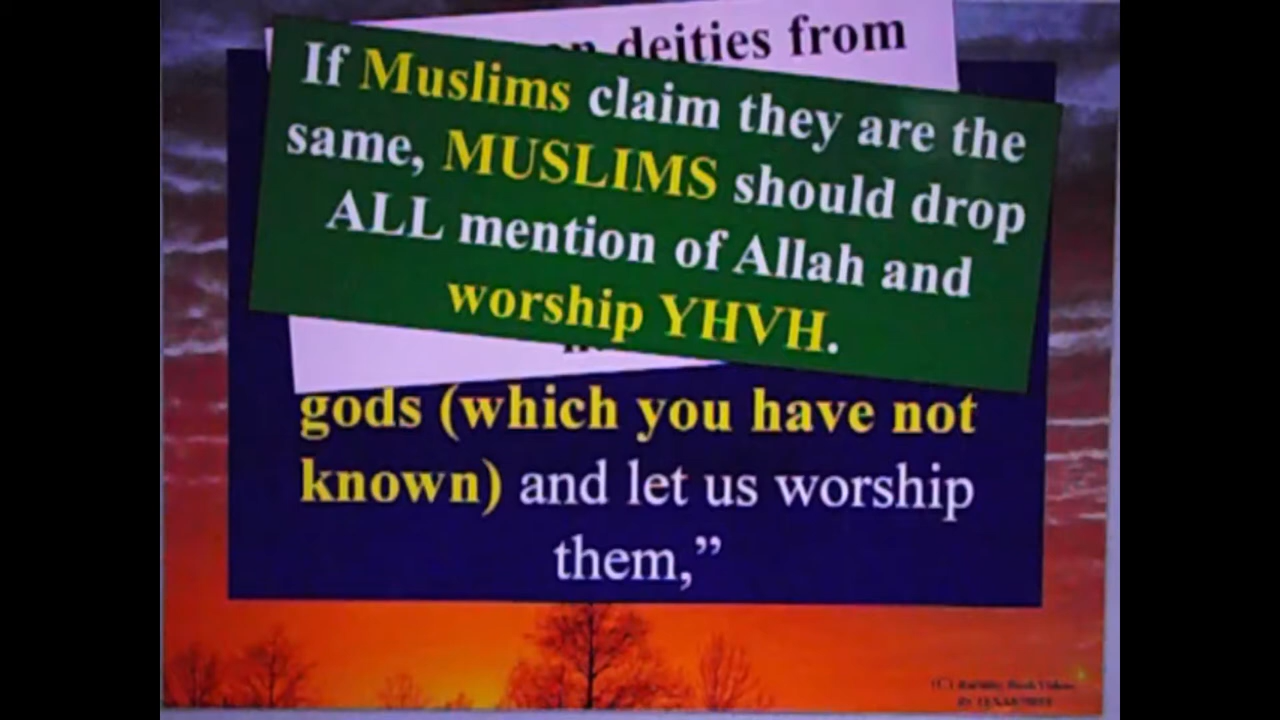 deities from
If Muslims claim they are the
same, MUSLIMS should drop
ALL mention of Allah and
worship YHVH.
gods (which you have not
known) and let us worship
them,”